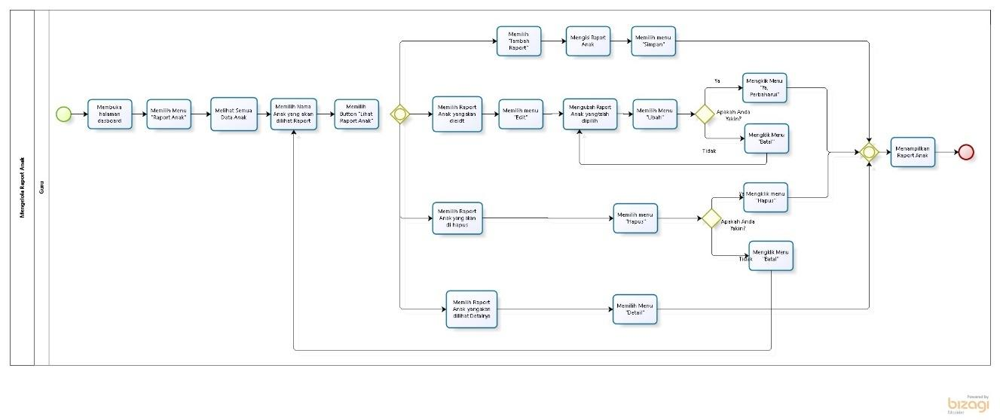 Mengelola Raport Anak
Guru
Membuka
halaman
dasboard
Memilih Menu
"Raport Anak"
Melihat Semua
Data Anak
Memilih Nama
Anak yang akan
dilihat Raport
Memilih
Button "Lihat
Raport Anak"
Memilih
"Tambah
Raport"
Mengisi Raport
Anak
Memilih menu
"Simpan"
Memilih Raport
Anak yang akan
dieidt
Memilih menu
"Edit"
Mengubah Raport
Anak yang telah
dipilih
Memilih Menu
"Ubah"
Apakah Anda
Yakin?
Ya
Mengklik Menu
"Ya,
Perbaharui"
Tidak
Mengklik Menu
"Batal"
Memilih Raport
Anak yang akan
di hapus
Memilih menu
"Hapus"
Apakah Anda
Yakin?
Ya
Mengklik menu
"Hapus"
Tidak
Mengklik Menu
"Batal"
Memilih Raport
Anak yang akan
dilihat Detailnya
Memilih Menu
"Detail"
Menampilkan
Raport Anak
Powered by
bizagi
Modeler